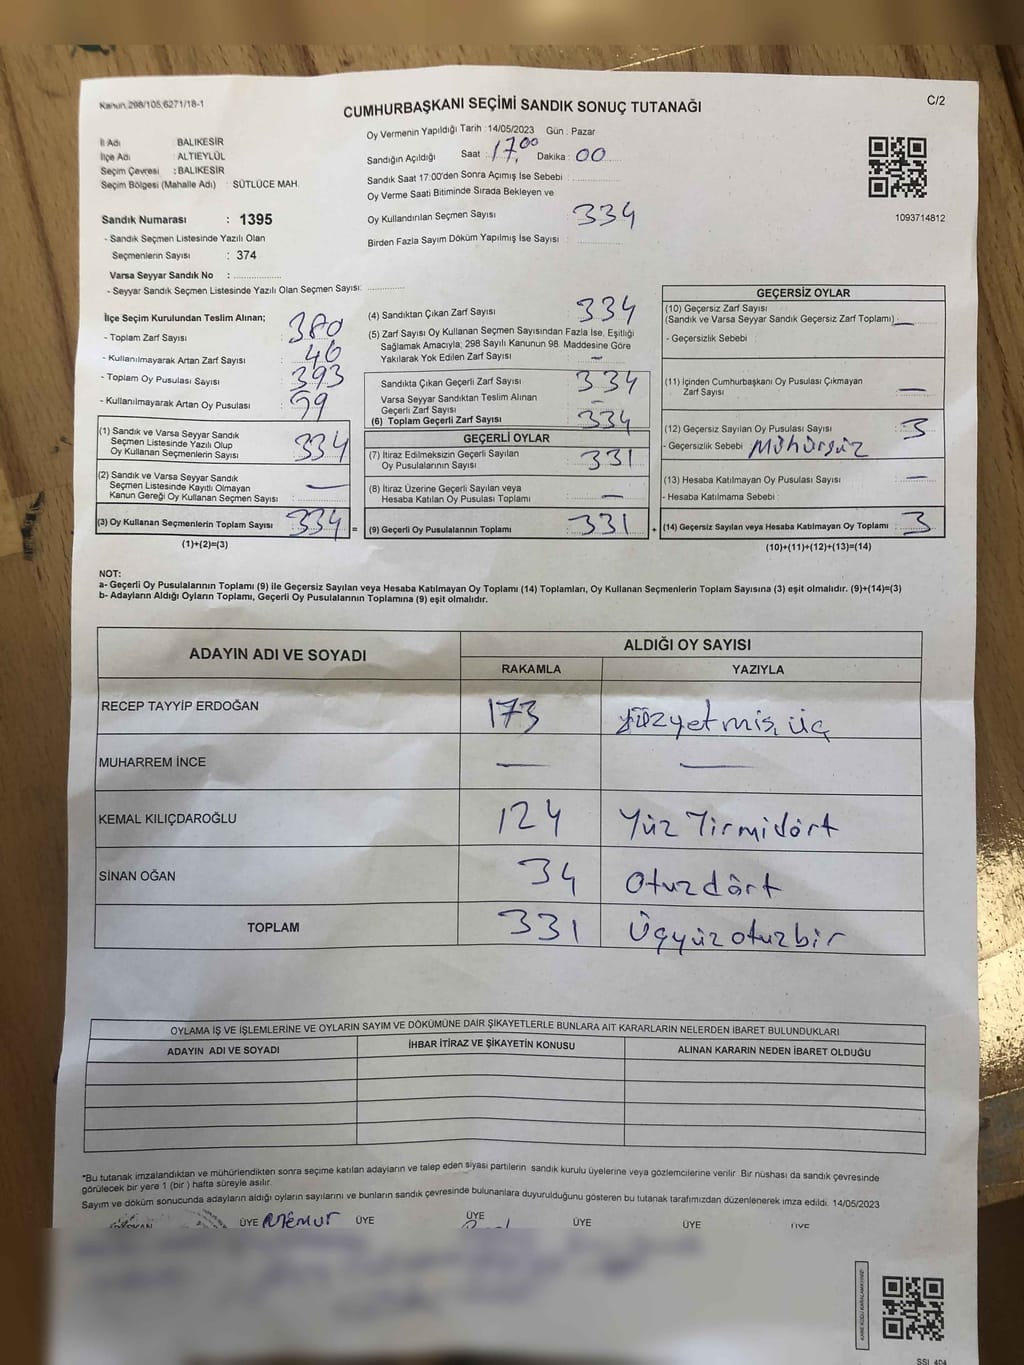 Kanun,298/105,6271/18-1
C/2
CUMHURBAŞKANI SEÇİMİ SANDIK SONUÇ TUTANAĞI
İl Adı : BALIKESİR
İlçe Adı : ALTIEYLÜL
Seçim Çevresi : BALIKESİR
Seçim Bölgesi (Mahalle Adı) : SÜTLÜCE MAH.
Sandık Numarası : 1395
- Sandık Seçmen Listesinde Yazılı Olan
Seçmenlerin Sayısı : 374
Varsa Seyyar Sandık No :
- Seyyar Sandık Seçmen Listesinde Yazılı Olan Seçmen Sayısı:
Oy Vermenin Yapıldığı Tarih :14/05/2023 Gün : Pazar
Sandığın Açıldığı Saat : 17,00 Dakika : 00
Sandık Saat 17:00'den Sonra Açımış İse Sebebi :
Oy Verme Saati Bitiminde Sırada Bekleyen ve
Oy Kullandırılan Seçmen Sayısı : 334
Birden Fazla Sayım Döküm Yapılmış İse Sayısı :
1093714812
İlçe Seçim Kurulundan Teslim Alınan;
- Toplam Zarf Sayısı : 380
- Kullanılmayarak Artan Zarf Sayısı : 46
- Toplam Oy Pusulası Sayısı : 393
- Kullanılmayarak Artan Oy Pusulası : 59
(1) Sandık ve Varsa Seyyar Sandık
Seçmen Listesinde Yazılı Olup
Oy Kullanan Seçmenlerin Sayısı : 334
(2) Sandık ve Varsa Seyyar Sandık
Seçmen Listesinde Kayıtlı Olmayan
Kanun Gereği Oy Kullanan Seçmen Sayısı : —
(3) Oy Kullanan Seçmenlerin Toplam Sayısı : 334
(1)+(2)=(3)
(4) Sandıktan Çıkan Zarf Sayısı : 334
(5) Zarf Sayısı Oy Kullanan Seçmen Sayısından Fazla İse, Eşitliği
Sağlamak Amacıyla; 298 Sayılı Kanunun 98. Maddesine Göre
Yakılarak Yok Edilen Zarf Sayısı : —
Sandıkta Çıkan Geçerli Zarf Sayısı : 334
Varsa Seyyar Sandıktan Teslim Alınan
Geçerli Zarf Sayısı : —
(6) Toplam Geçerli Zarf Sayısı : 334
GEÇERLİ OYLAR
(7) İtiraz Edilmeksizin Geçerli Sayılan
Oy Pusulalarının Sayısı : 331
(8) İtiraz Üzerine Geçerli Sayılan veya
Hesaba Katılan Oy Pusulası Toplamı : —
= (9) Geçerli Oy Pusulalarının Toplamı : 331 +
GEÇERSİZ OYLAR
(10) Geçersiz Zarf Sayısı
(Sandık ve Varsa Seyyar Sandık Geçersiz Zarf Toplamı) : —
- Geçersizlik Sebebi :
(11) İçinden Cumhurbaşkanı Oy Pusulası Çıkmayan
Zarf Sayısı : —
(12) Geçersiz Sayılan Oy Pusulası Sayısı : 3
- Geçersizlik Sebebi : Mühürsüz
(13) Hesaba Katılmayan Oy Pusulası Sayısı : —
- Hesaba Katılmama Sebebi :
(14) Geçersiz Sayılan veya Hesaba Katılmayan Oy Toplamı : 3
(10)+(11)+(12)+(13)=(14)
NOT:
a- Geçerli Oy Pusulalarının Toplamı (9) ile Geçersiz Sayılan veya Hesaba Katılmayan Oy Toplamı (14) Toplamları, Oy Kullanan Seçmenlerin Toplam Sayısına (3) eşit olmalıdır. (9)+(14)=(3)
b- Adayların Aldığı Oyların Toplamı, Geçerli Oy Pusulalarının Toplamına (9) eşit olmalıdır.
ADAYIN ADI VE SOYADI
ALDIĞI OY SAYISI
RAKAMLA YAZIYLA
RECEP TAYYİP ERDOĞAN 173 yüzyetmiş üç
MUHARREM İNCE — —
KEMAL KILIÇDAROĞLU 124 Yüz Yirmidört
SİNAN OĞAN 34 Otuzdört
TOPLAM 331 Üçyüzotuzbir
OYLAMA İŞ VE İŞLEMLERİNE VE OYLARIN SAYIM VE DÖKÜMÜNE DAİR ŞİKAYETLERLE BUNLARA AİT KARARLARIN NELERDEN İBARET BULUNDUKLARI
ADAYIN ADI VE SOYADI İHBAR İTİRAZ VE ŞİKAYETİN KONUSU ALINAN KARARIN NEDEN İBARET OLDUĞU
*Bu tutanak imzalandıktan ve mühürlendikten sonra seçime katılan adayların ve talep eden siyasi partilerin sandık kurulu üyelerine veya gözlemcilerine verilir. Bir nüshası da sandık çevresinde
görülecek bir yere 1 (bir ) hafta süreyle asılır.
Sayım ve döküm sonucunda adayların aldığı oyların sayılarını ve bunların sandık çevresinde bulunanlara duyurulduğunu gösteren bu tutanak tarafımızdan düzenlenerek imza edildi. 14/05/2023
ÜYE Memur ÜYE ÜYE ÜYE ÜYE ÜYE